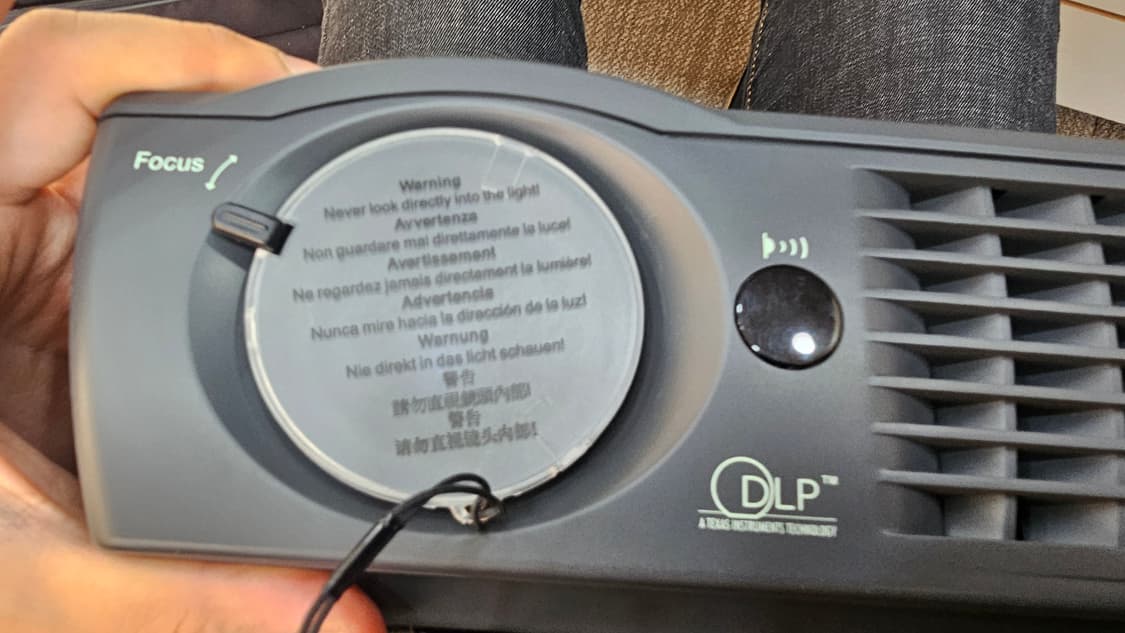 Focus
Warning
Never look directly into the light!
Avvertenza
Non guardare mai direttamente la luce!
Avertissement
Ne regardez jamais directement la lumière!
Advertencia
Nunca mire hacia la dirección de la luz!
Warnung
Nie direkt in das licht schauen!
警告
請勿直視鏡頭內部!
警告
请勿直视镜头内部!
DLP™
A TEXAS INSTRUMENTS TECHNOLOGY